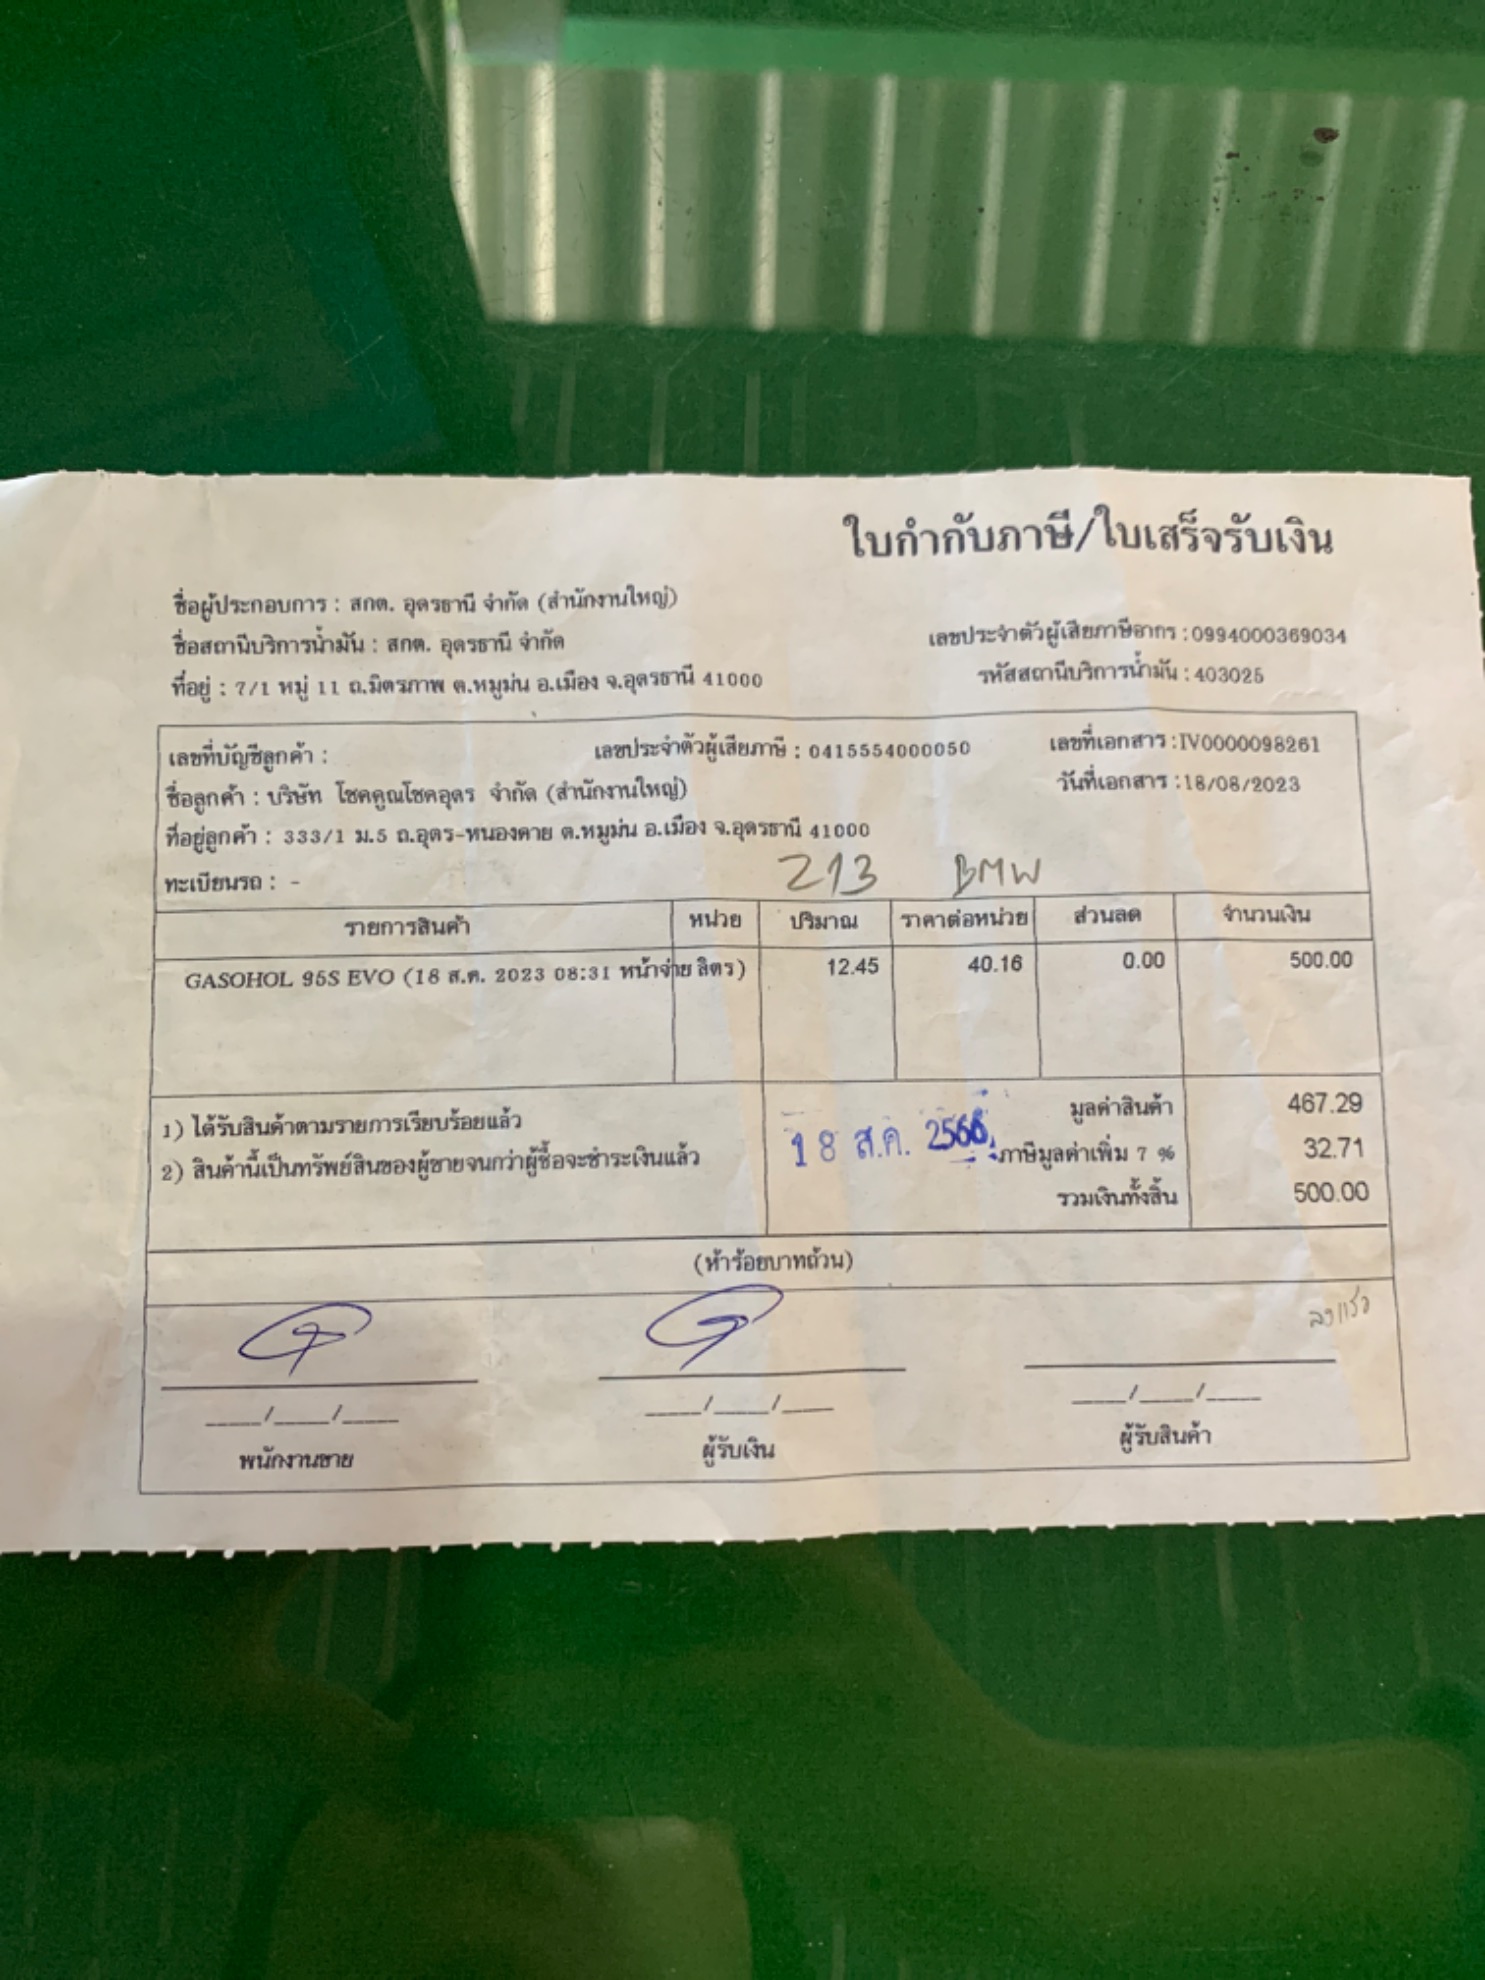 ใบกำกับภาษี/ใบเสร็จรับเงิน
ชื่อผู้ประกอบการ : สกต. อุดรธานี จำกัด (สำนักงานใหญ่)
ชื่อสถานีบริการน้ำมัน : สกต. อุดรธานี จำกัด
เลขประจำตัวผู้เสียภาษีอากร :0994000369034
ที่อยู่ : 7/1 หมู่ 11 ถ.มิตรภาพ ต.หมูม่น อ.เมือง จ.อุดรธานี 41000
รหัสสถานีบริการน้ำมัน : 403025
เลขที่บัญชีลูกค้า : เลขประจำตัวผู้เสียภาษี : 0415554000050 เลขที่เอกสาร :IV0000098261
ชื่อลูกค้า : บริษัท โชคคูณโชคอุดร จำกัด (สำนักงานใหญ่) วันที่เอกสาร :18/08/2023
ที่อยู่ลูกค้า : 333/1 ม.5 ถ.อุดร-หนองคาย ต.หมูม่น อ.เมือง จ.อุดรธานี 41000
ทะเบียนรถ : - 213 BMW
รายการสินค้า หน่วย ปริมาณ ราคาต่อหน่วย ส่วนลด จำนวนเงิน
GASOHOL 95S EVO (18 ส.ค. 2023 08:31 หน้าจ่าย ลิตร) 12.45 40.16 0.00 500.00
1) ได้รับสินค้าตามรายการเรียบร้อยแล้ว
มูลค่าสินค้า 467.29
2) สินค้านี้เป็นทรัพย์สินของผู้ขายจนกว่าผู้ซื้อจะชำระเงินแล้ว
18 ส.ค. 2566
ภาษีมูลค่าเพิ่ม 7 % 32.71
รวมเงินทั้งสิ้น 500.00
(ห้าร้อยบาทถ้วน)
____/____/____ ____/____/____ ____/____/____
พนักงานขาย ผู้รับเงิน ผู้รับสินค้า